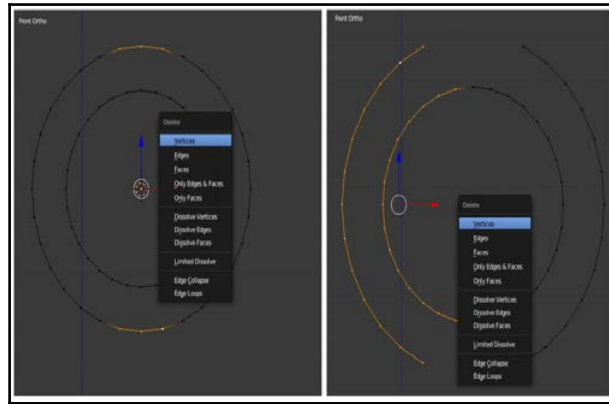 Front Ortho
Delete
Vertices
Edges
Faces
Only Edges & Faces
Only Faces
Dissolve Vertices
Dissolve Edges
Dissolve Faces
Limited Dissolve
Edge Collapse
Edge Loops
Front Ortho
Delete
Vertices
Edges
Faces
Only Edges & Faces
Only Faces
Dissolve Vertices
Dissolve Edges
Dissolve Faces
Limited Dissolve
Edge Collapse
Edge Loops